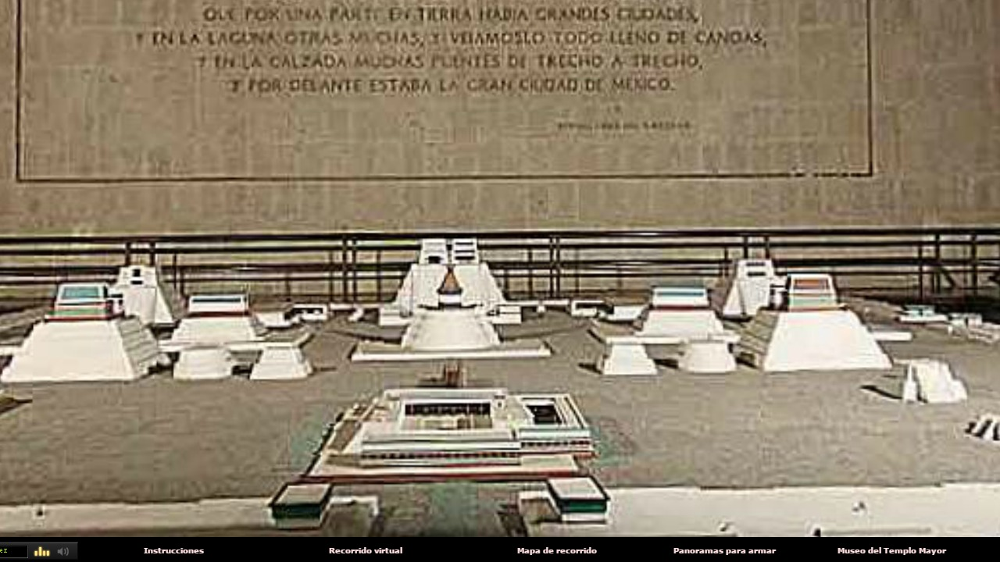 QUE POR UNA PARTE EN TIERRA HABIA GRANDES CIUDADES,
Y EN LA LAGUNA OTRAS MUCHAS, Y VEIAMOSLO TODO LLENO DE CANOAS,
Y EN LA CALZADA MUCHAS PUENTES DE TRECHO A TRECHO,
Y POR DELANTE ESTABA LA GRAN CIUDAD DE MEXICO.
ez
Instrucciones
Recorrido virtual
Mapa de recorrido
Panoramas para armar
Museo del Templo Mayor